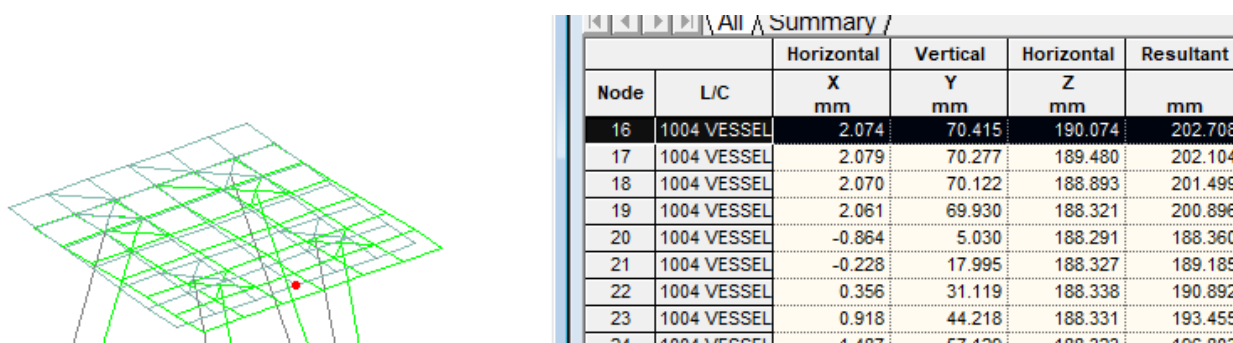 All Summary
Horizontal Vertical Horizontal Resultant
Node L/C X mm Y mm Z mm mm
16 1004 VESSEL 2.074 70.415 190.074 202.708
17 1004 VESSEL 2.079 70.277 189.480 202.104
18 1004 VESSEL 2.070 70.122 188.893 201.499
19 1004 VESSEL 2.061 69.930 188.321 200.896
20 1004 VESSEL -0.864 5.030 188.291 188.360
21 1004 VESSEL -0.228 17.995 188.327 189.185
22 1004 VESSEL 0.356 31.119 188.338 190.892
23 1004 VESSEL 0.918 44.218 188.331 193.455